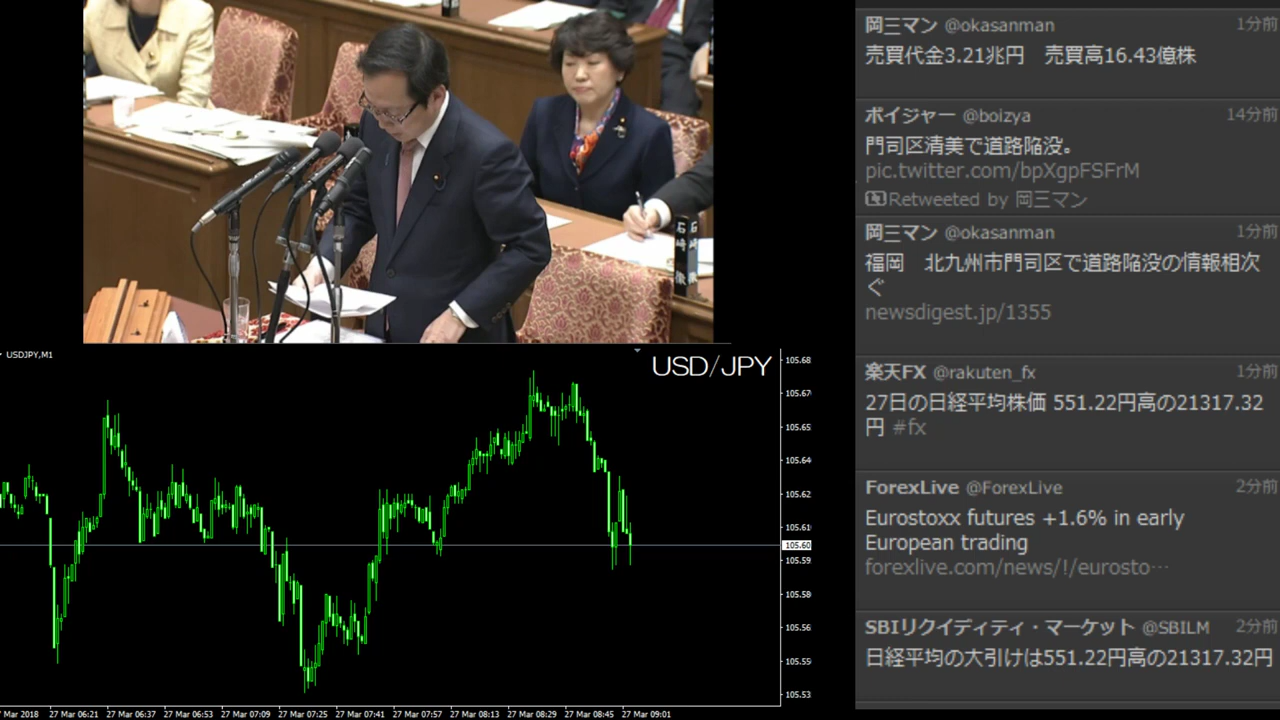 石崎 徹
石崎 徹
USDJPY,M1
USD/JPY
105.68
105.67
105.65
105.64
105.62
105.61
105.60
105.59
105.58
105.56
105.55
105.53
Mar 2018
27 Mar 06:21
27 Mar 06:37
27 Mar 06:53
27 Mar 07:09
27 Mar 07:25
27 Mar 07:41
27 Mar 07:57
27 Mar 08:13
27 Mar 08:29
27 Mar 08:45
27 Mar 09:01
岡三マン @okasanman 1分前
売買代金3.21兆円 売買高16.43億株
ボイジャー @boizya 14分前
門司区清美で道路陥没。
pic.twitter.com/bpXgpFSFrM
Retweeted by 岡三マン
岡三マン @okasanman 1分前
福岡 北九州市門司区で道路陥没の情報相次
ぐ
newsdigest.jp/1355
楽天FX @rakuten_fx 1分前
27日の日経平均株価 551.22円高の21317.32
円 #fx
ForexLive @ForexLive 2分前
Eurostoxx futures +1.6% in early
European trading
forexlive.com/news/!/eurosto…
SBIリクイディティ・マーケット @SBILM 2分前
日経平均の大引けは551.22円高の21317.32円